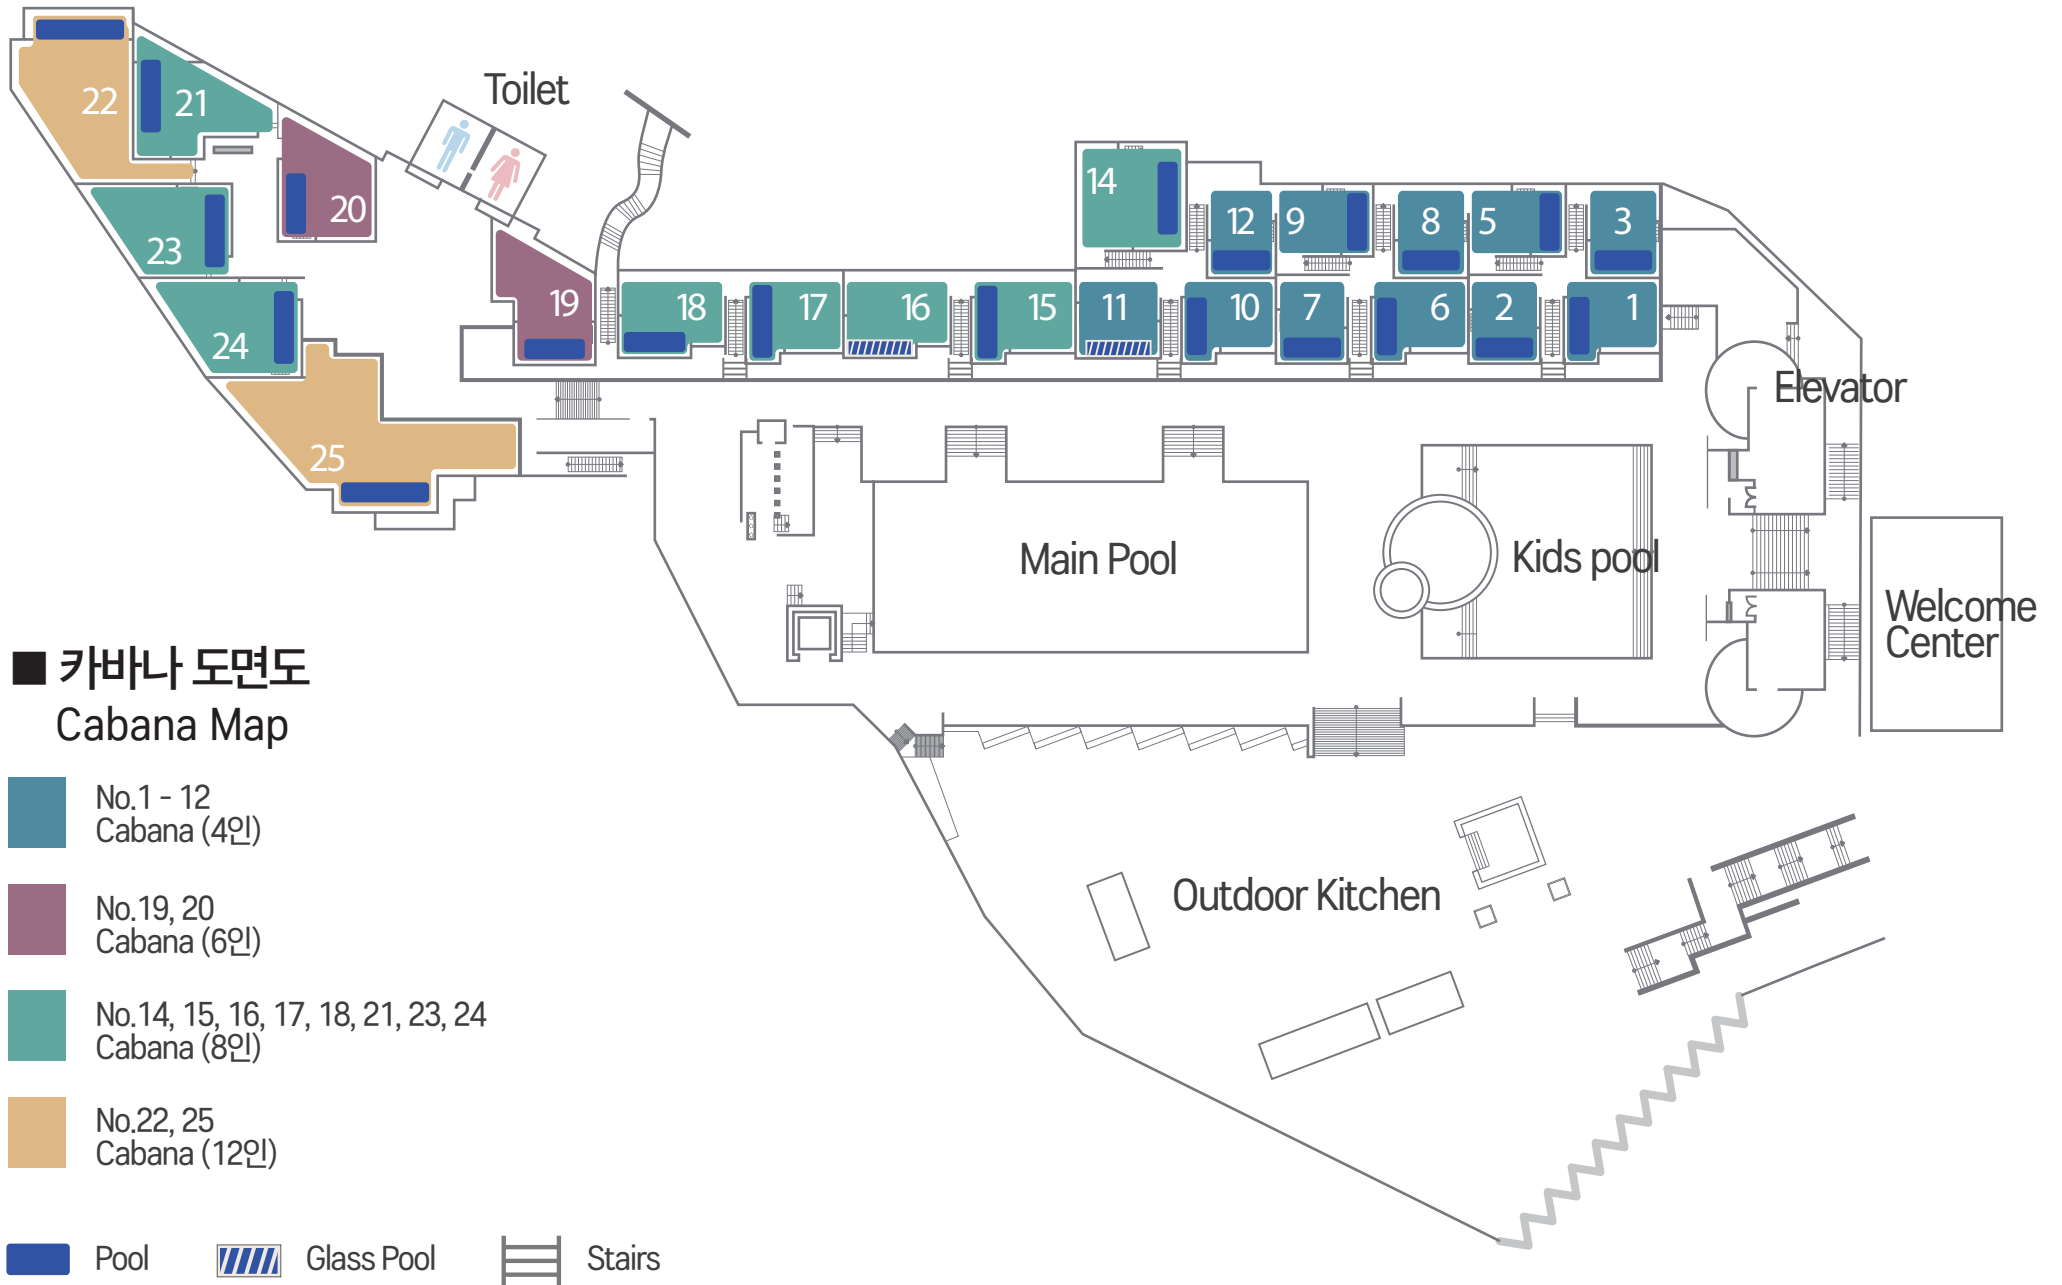 22
21
Toilet
20
23
24
25
19
18
17
16
15
14
11
12
9
8
5
3
10
7
6
2
1
Elevator
Main Pool
Kids pool
Welcome
Center
Outdoor Kitchen
■ 카바나 도면도
Cabana Map
No.1 - 12
Cabana (4인)
No.19, 20
Cabana (6인)
No.14, 15, 16, 17, 18, 21, 23, 24
Cabana (8인)
No.22, 25
Cabana (12인)
Pool
Glass Pool
Stairs